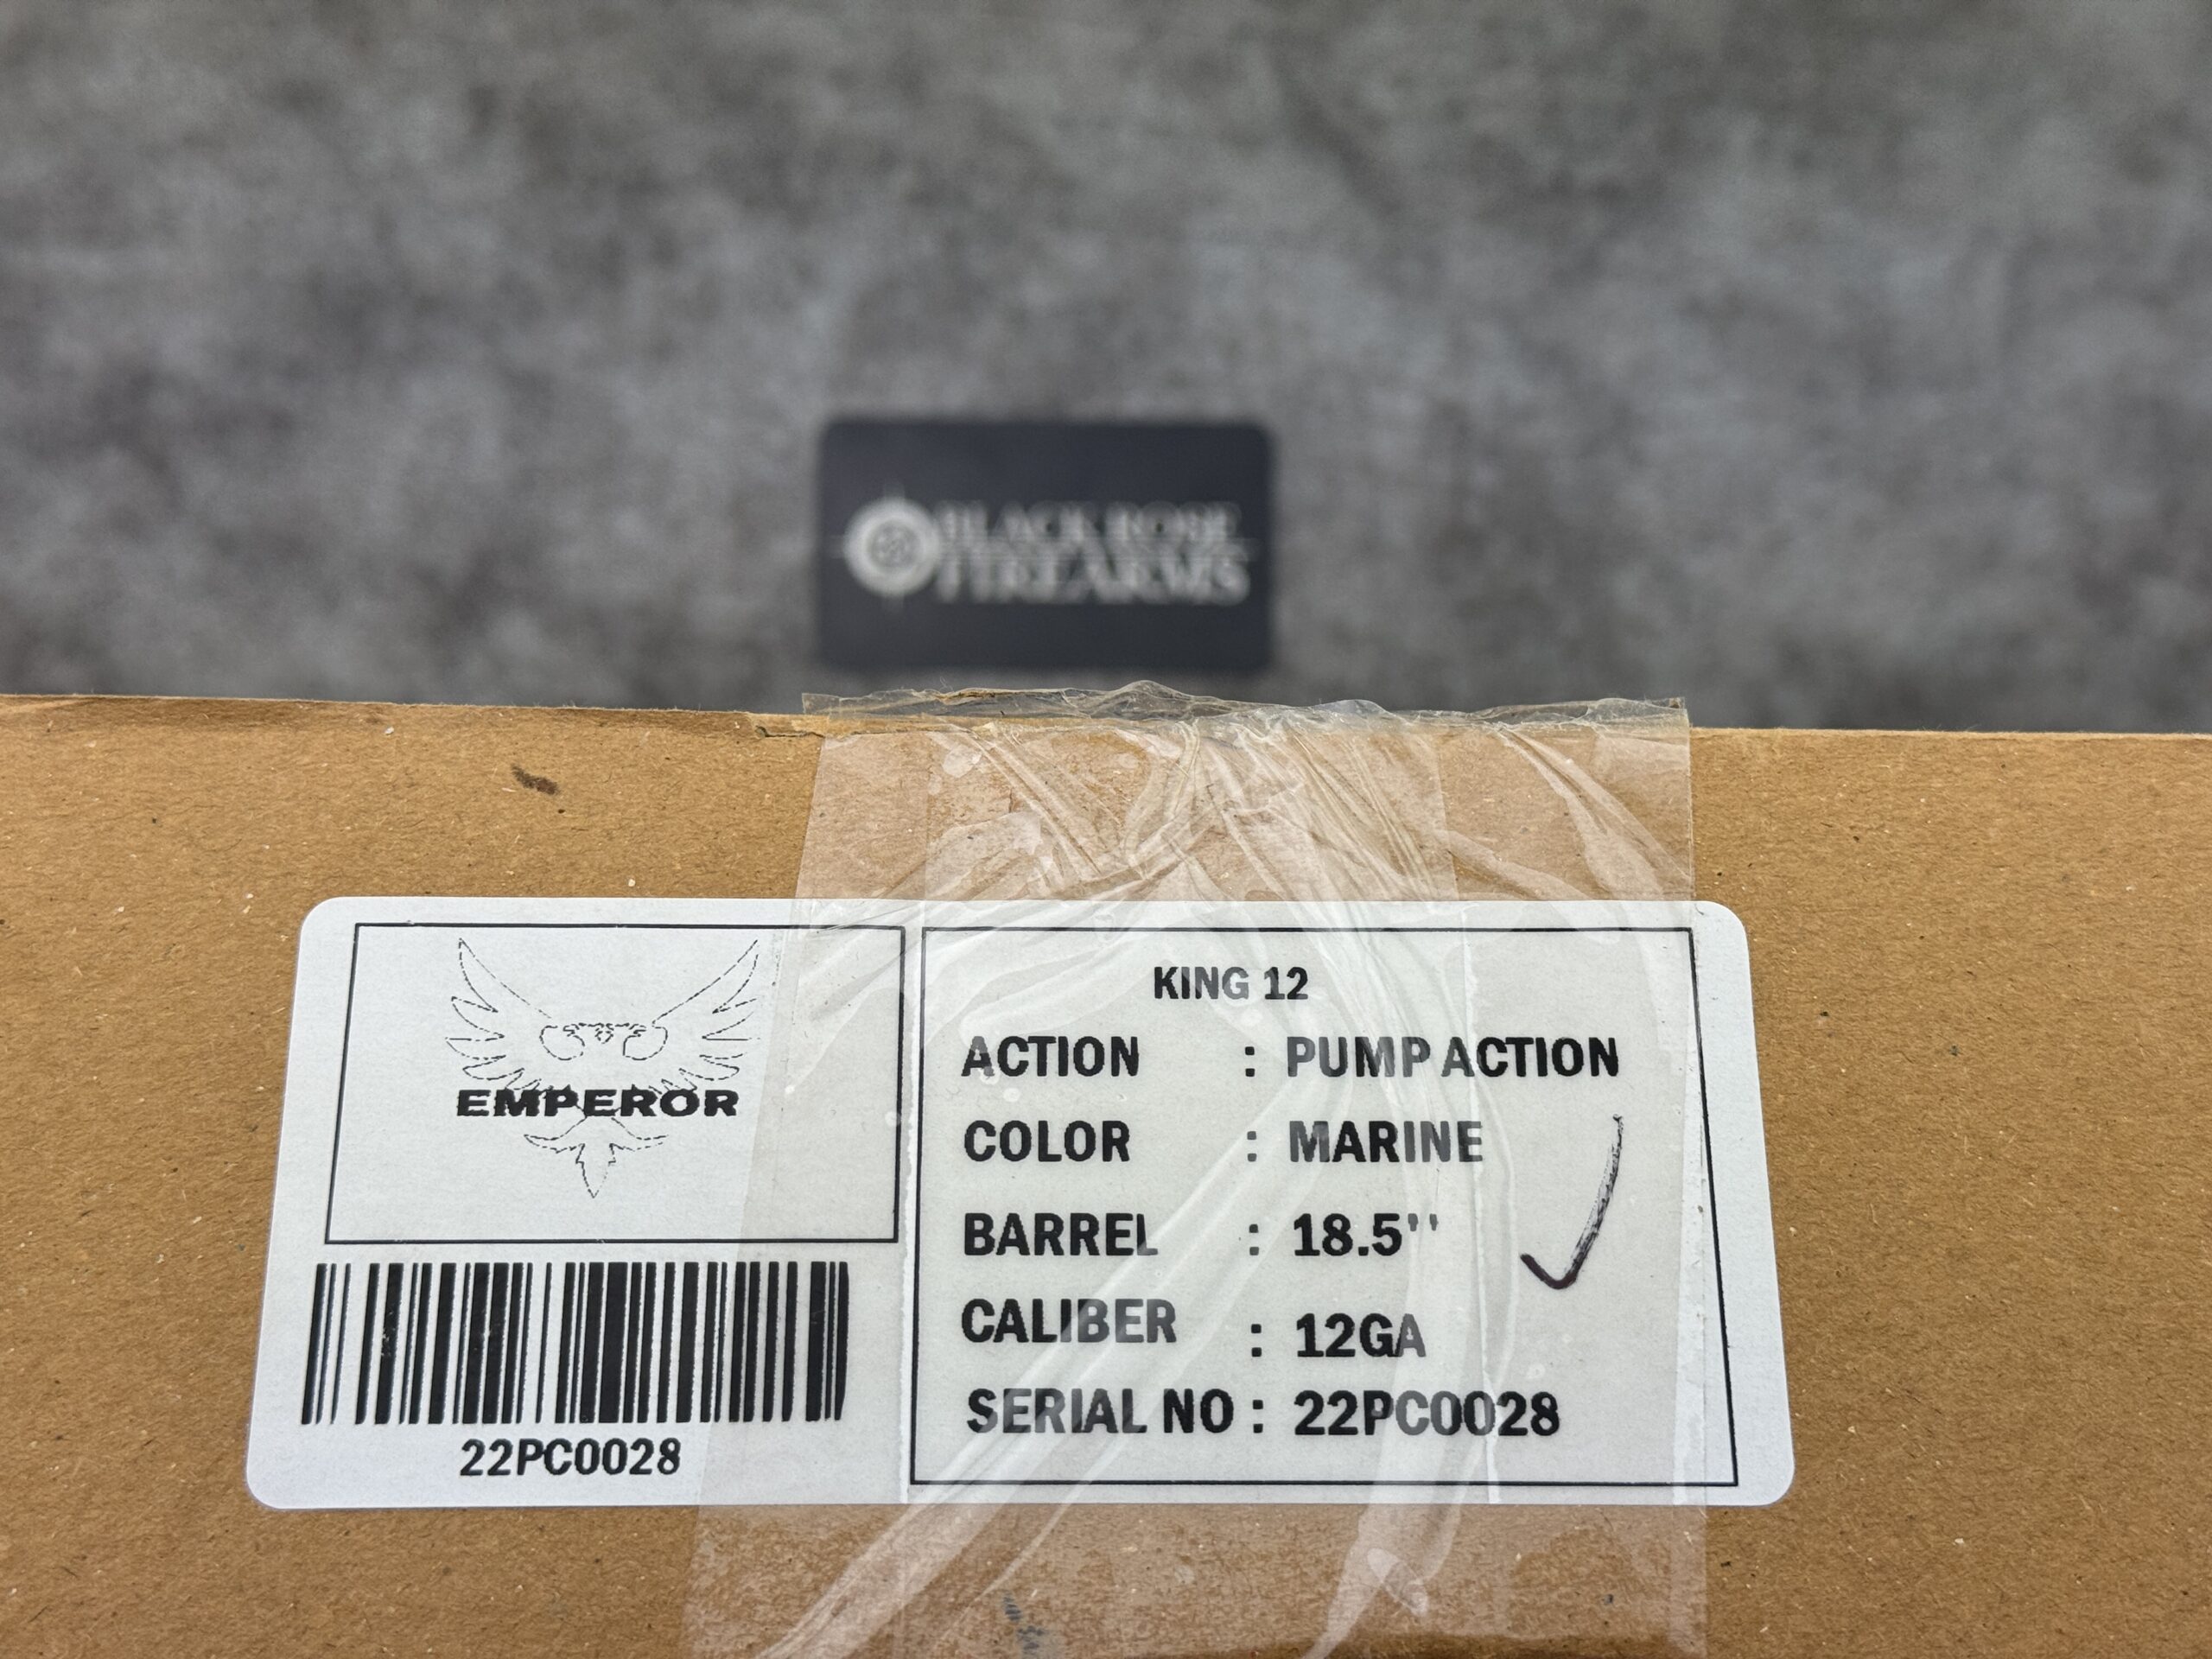 BLACK ROSE
FIREARMS
EMPEROR
22PC0028
KING 12
ACTION : PUMP ACTION
COLOR : MARINE
BARREL : 18.5''
CALIBER : 12GA
SERIAL NO : 22PC0028